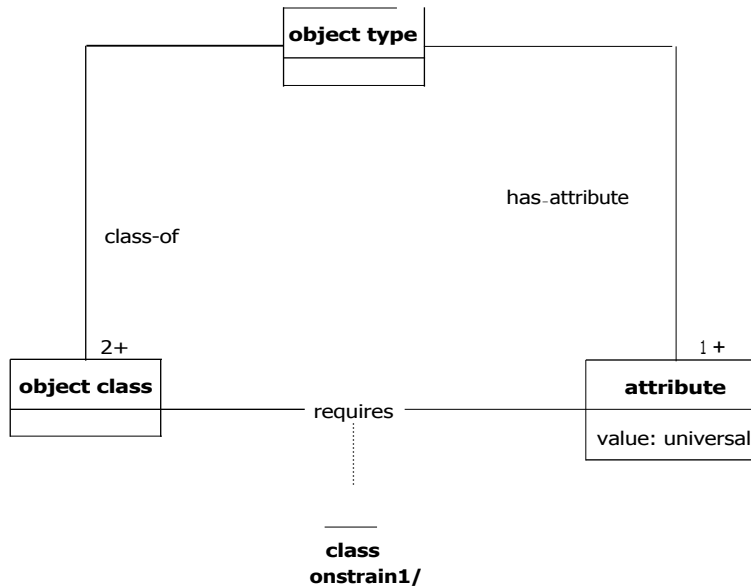 object type
has-attribute
class-of
2+
1+
object class
attribute
requires
value: universal
class
onstrain1/